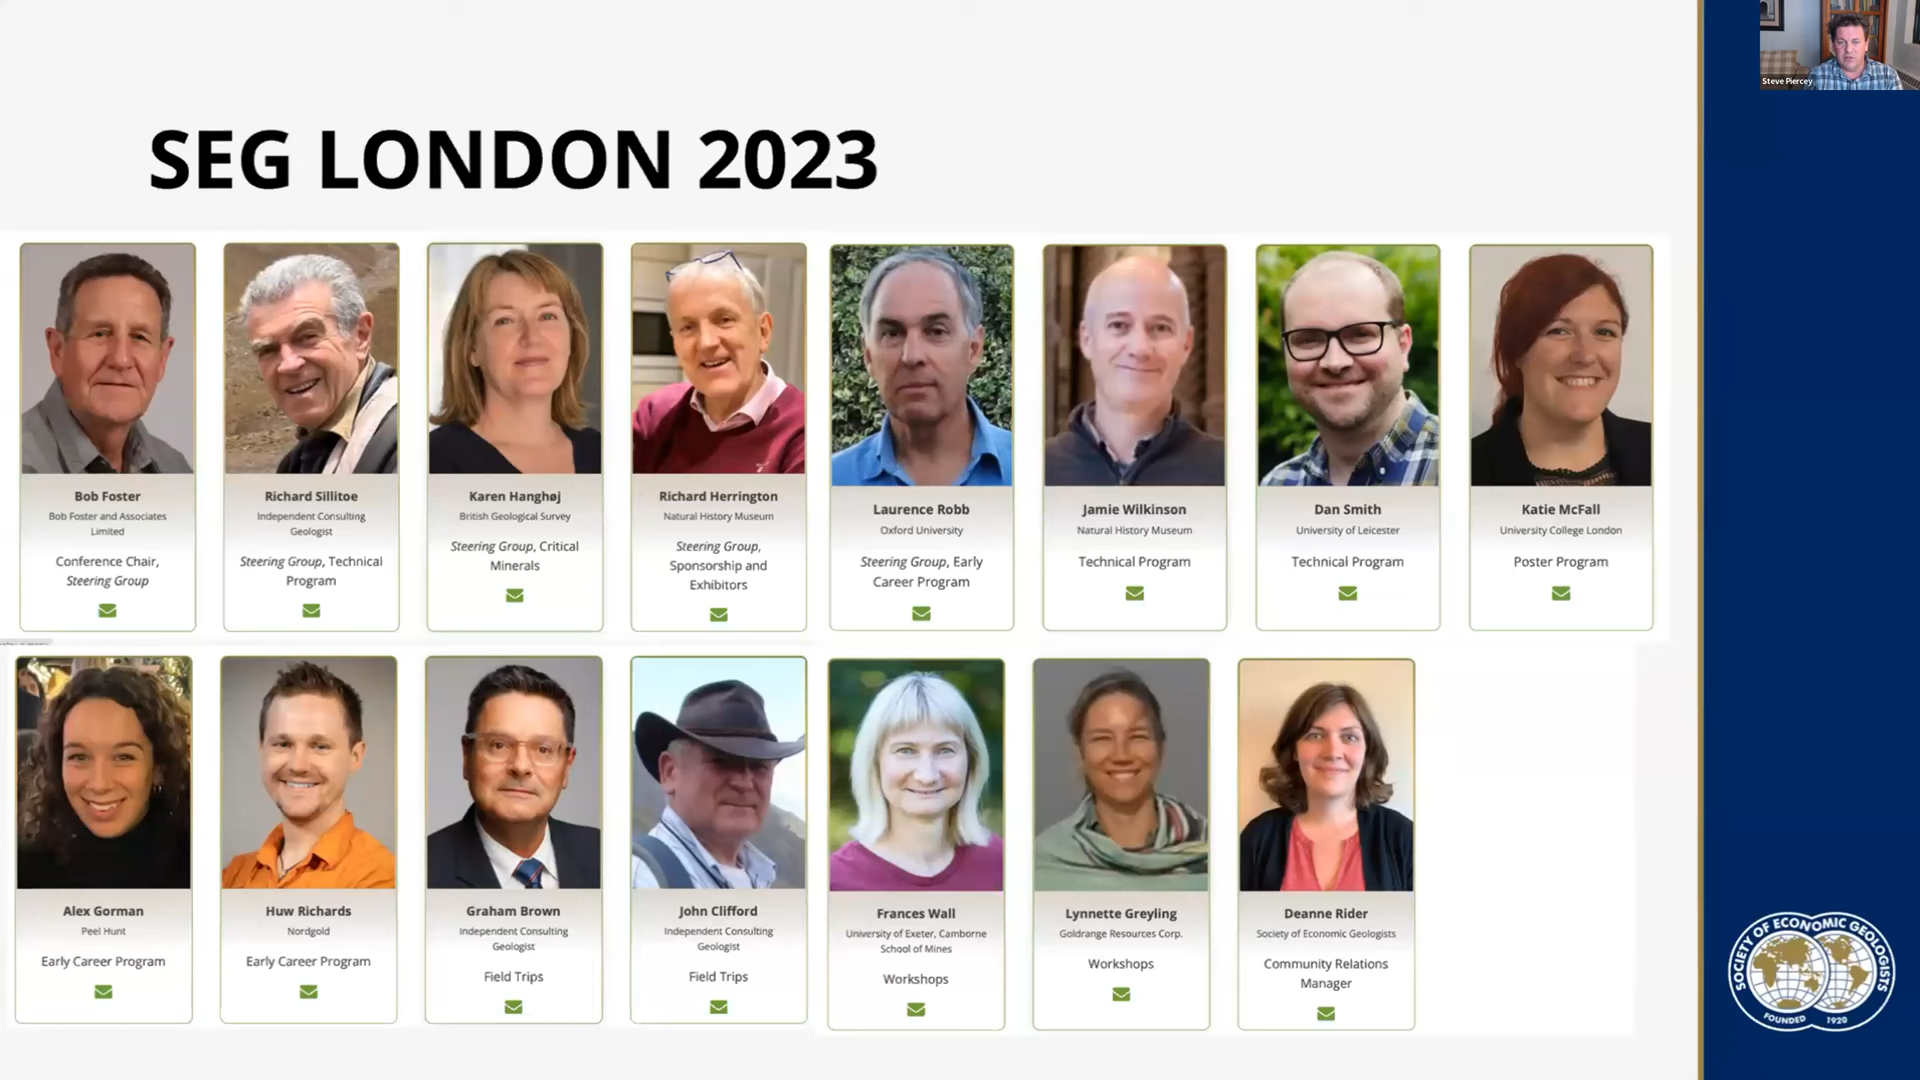 Steve Piercey
SEG LONDON 2023
Bob Foster
Bob Foster and Associates
Limited
Conference Chair,
Steering Group
Richard Sillitoe
Independent Consulting
Geologist
Steering Group, Technical
Program
Karen Hanghøj
British Geological Survey
Steering Group, Critical
Minerals
Richard Herrington
Natural History Museum
Steering Group,
Sponsorship and
Exhibitors
Laurence Robb
Oxford University
Steering Group, Early
Career Program
Jamie Wilkinson
Natural History Museum
Technical Program
Dan Smith
University of Leicester
Technical Program
Katie McFall
University College London
Poster Program
Alex Gorman
Peel Hunt
Early Career Program
Huw Richards
Nordgold
Early Career Program
Graham Brown
Independent Consulting
Geologist
Field Trips
John Clifford
Independent Consulting
Geologist
Field Trips
Frances Wall
University of Exeter, Camborne
School of Mines
Workshops
Lynnette Greyling
Goldrange Resources Corp.
Workshops
Deanne Rider
Society of Economic Geologists
Community Relations
Manager
SOCIETY OF ECONOMIC GEOLOGISTS
FOUNDED 1920